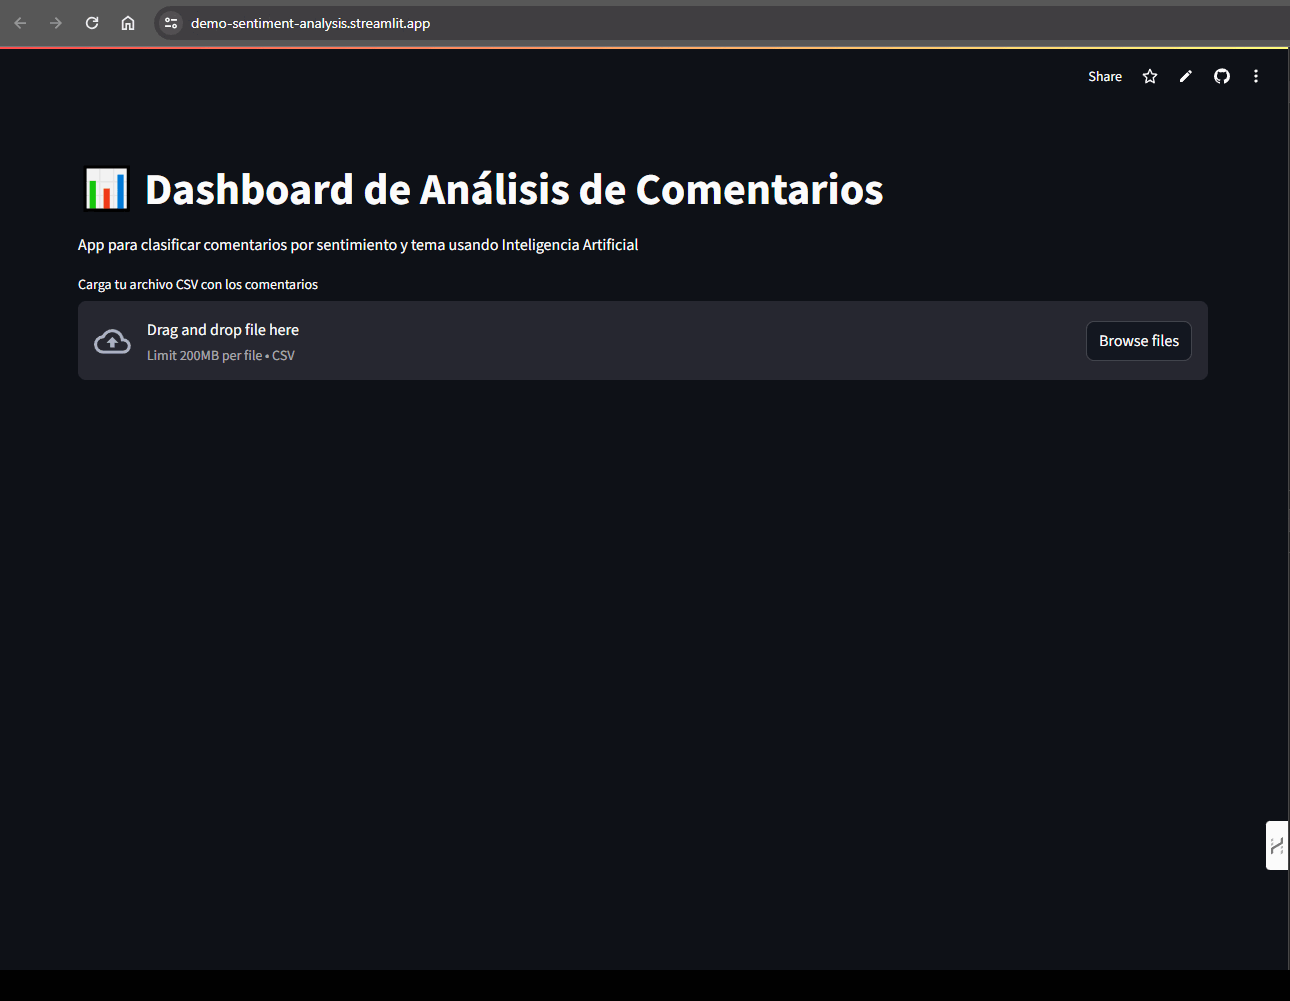 demo-sentiment-analysis.streamlit.app
Share
Dashboard de Análisis de Comentarios
App para clasificar comentarios por sentimiento y tema usando Inteligencia Artificial
Carga tu archivo CSV con los comentarios
Drag and drop file here
Limit 200MB per file • CSV
Browse files